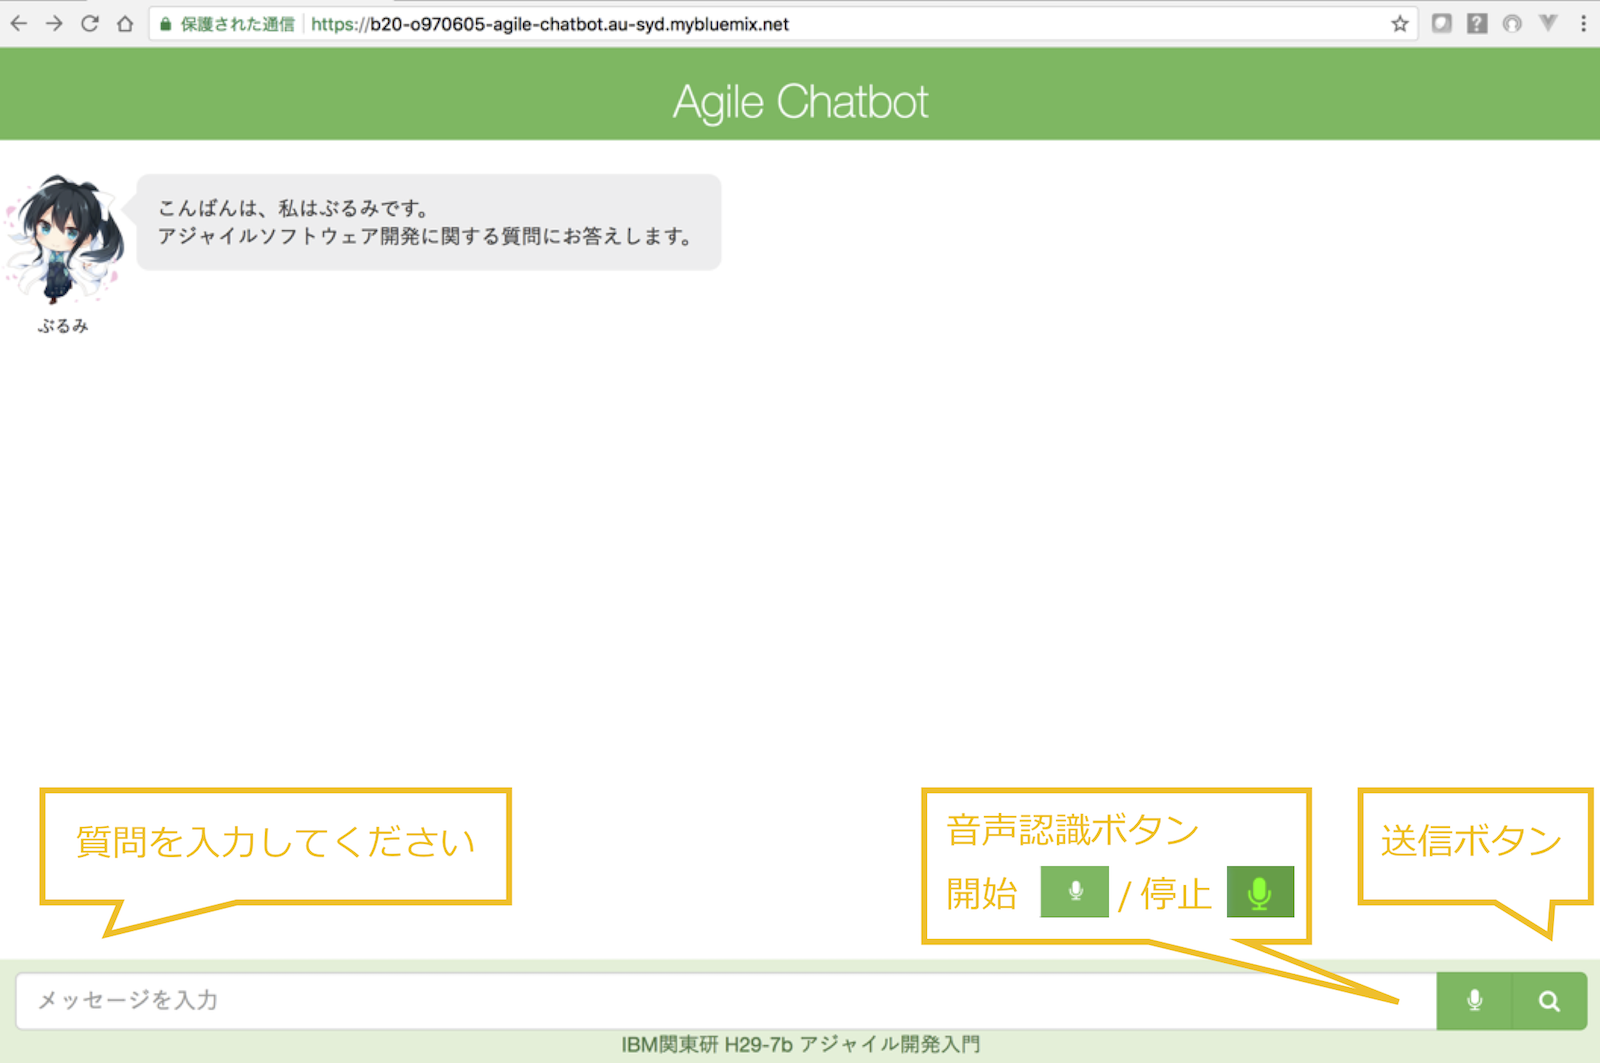 保護された通信 https://b20-o970605-agile-chatbot.au-syd.mybluemix.net
Agile Chatbot
こんばんは、私はぶるみです。
アジャイルソフトウェア開発に関する質問にお答えします。
ぶるみ
質問を入力してください
音声認識ボタン
開始 / 停止
送信ボタン
メッセージを入力
IBM関東研 H29-7b アジャイル開発入門